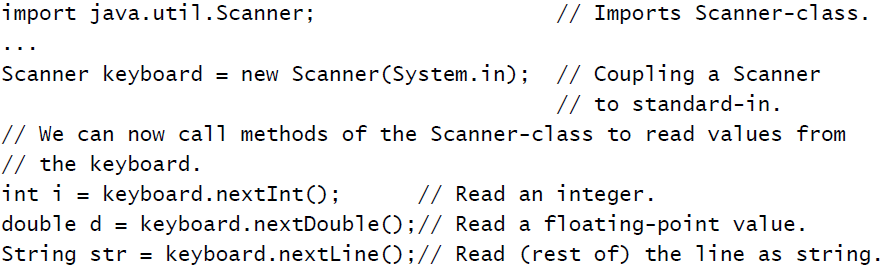 import java.util.Scanner;                    // Imports Scanner-class.
...
Scanner keyboard = new Scanner(System.in);  // Coupling a Scanner
                                            // to standard-in.
// We can now call methods of the Scanner-class to read values from
// the keyboard.
int i = keyboard.nextInt();      // Read an integer.
double d = keyboard.nextDouble();// Read a floating-point value.
String str = keyboard.nextLine();// Read (rest of) the line as string.